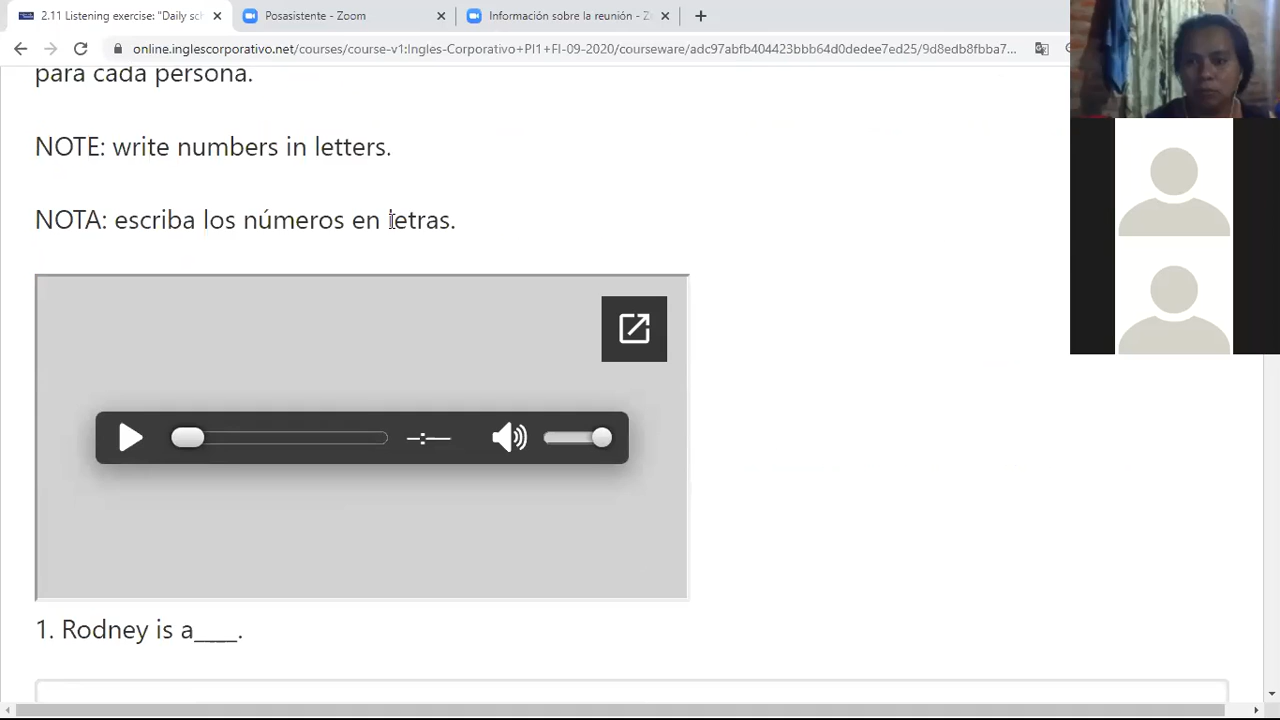 2.11 Listening exercise: "Daily sch
Posasistente - Zoom
Información sobre la reunión - Zo
online.inglescorporativo.net/courses/course-v1:Ingles-Corporativo+PI1+FI-09-2020/courseware/adc97abfb404423bbb64d0dedee7ed25/9d8edb8fbba7...
para cada persona.
NOTE: write numbers in letters.
NOTA: escriba los números en letras.
1. Rodney is a____.